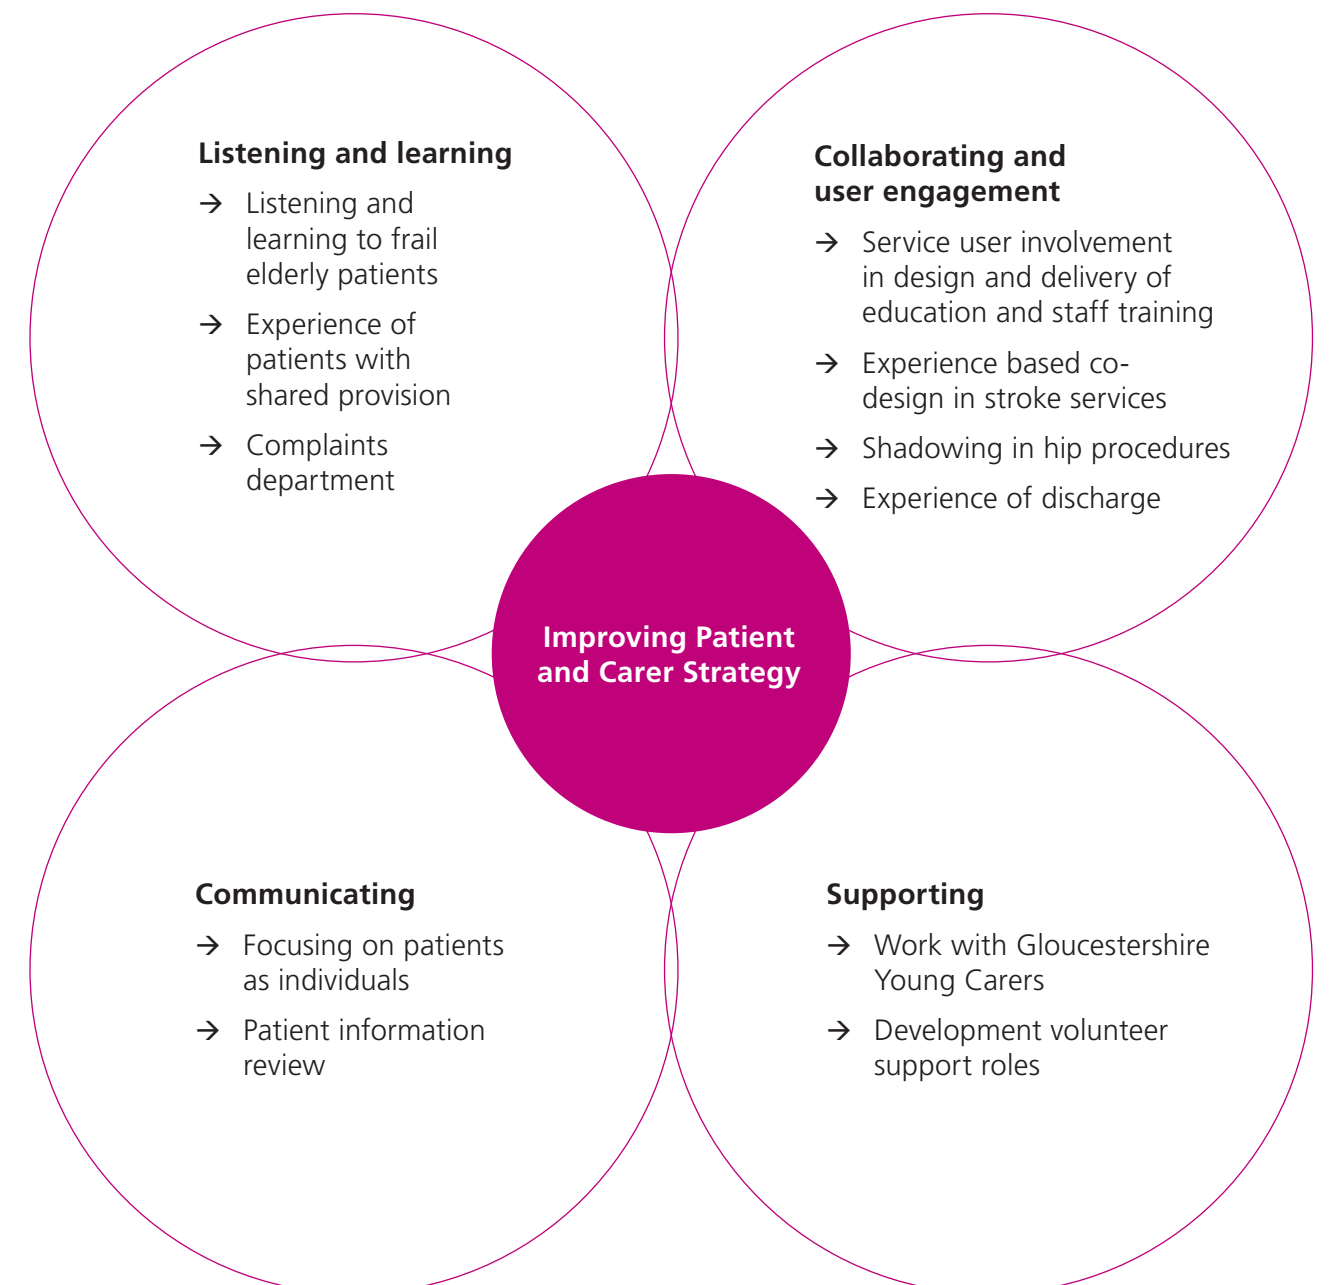 Listening and learning
→ Listening and
learning to frail
elderly patients
→ Experience of
patients with
shared provision
→ Complaints
department
Collaborating and
user engagement
→ Service user involvement
in design and delivery of
education and staff training
→ Experience based co-
design in stroke services
→ Shadowing in hip procedures
→ Experience of discharge
Improving Patient
and Carer Strategy
Communicating
→ Focusing on patients
as individuals
→ Patient information
review
Supporting
→ Work with Gloucestershire
Young Carers
→ Development volunteer
support roles